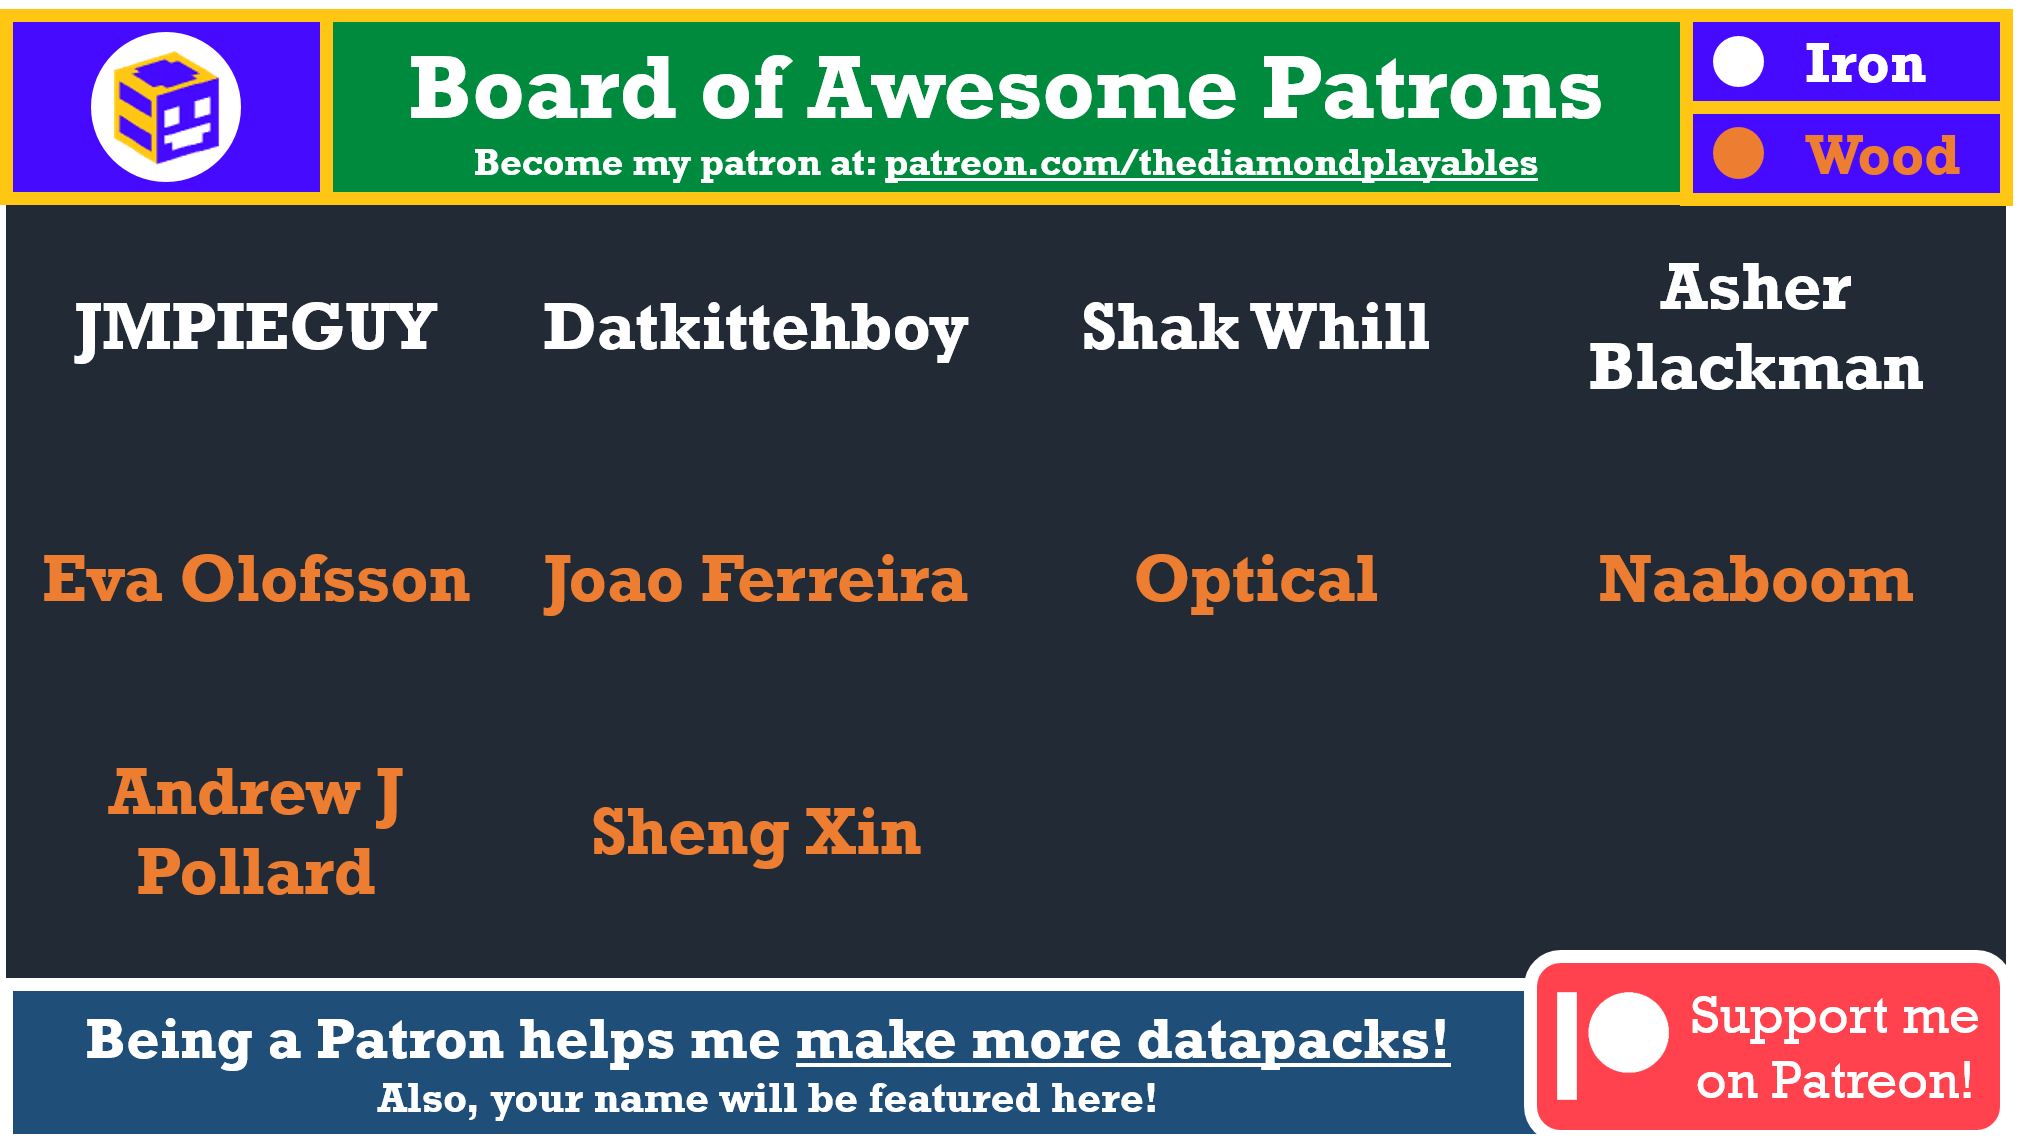 Board of Awesome Patrons
Become my patron at: patreon.com/thediamondplayables
Iron
Wood
JMPIEGUY
Datkittehboy
Shak Whill
Asher
Blackman
Eva Olofsson
Joao Ferreira
Optical
Naaboom
Andrew J
Pollard
Sheng Xin
Being a Patron helps me make more datapacks!
Also, your name will be featured here!
Support me
on Patreon!